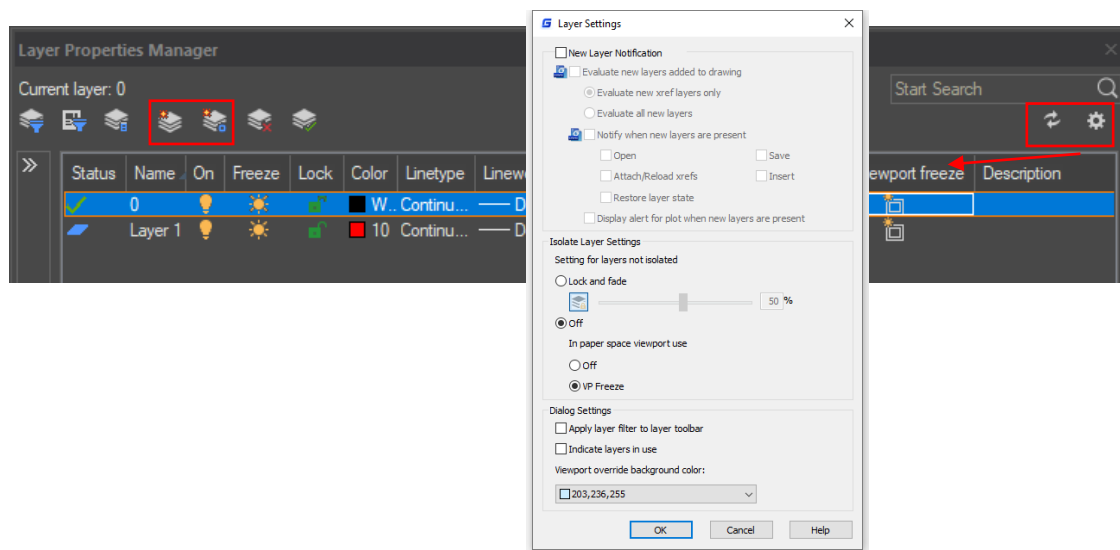 Layer Properties Manager
Current layer: 0
Start Search
Status Name On Freeze Lock Color Linetype Linew
ewport freeze Description
0 W.. Continu... D
Layer 1 10 Continu... D
Layer Settings
New Layer Notification
Evaluate new layers added to drawing
Evaluate new xref layers only
Evaluate all new layers
Notify when new layers are present
Open Save
Attach/Reload xrefs Insert
Restore layer state
Display alert for plot when new layers are present
Isolate Layer Settings
Setting for layers not isolated
Lock and fade
50 %
Off
In paper space viewport use
Off
VP Freeze
Dialog Settings
Apply layer filter to layer toolbar
Indicate layers in use
Viewport override background color:
203,236,255
OK Cancel Help